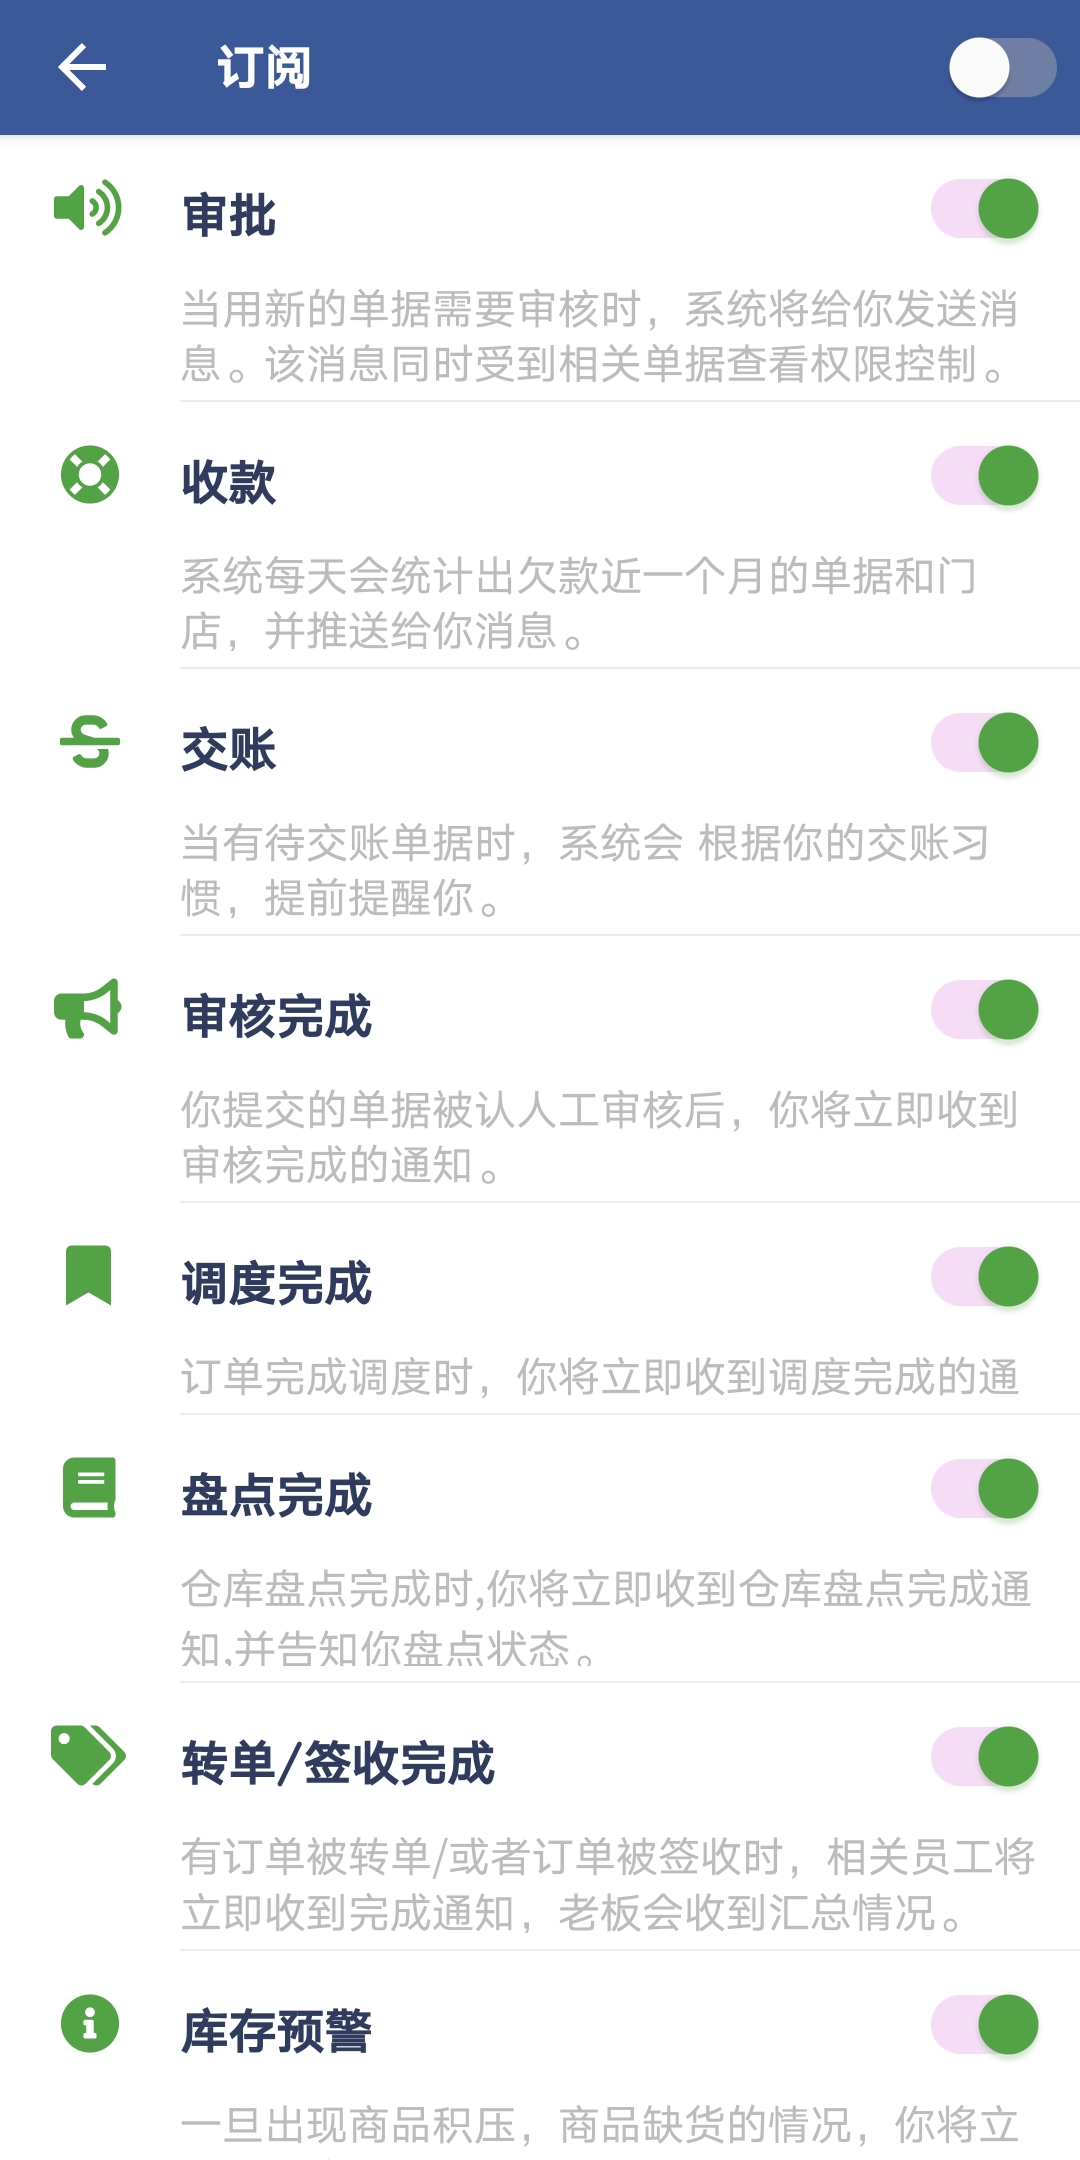 订阅
审批
当用新的单据需要审核时，系统将给你发送消
息。该消息同时受到相关单据查看权限控制。
收款
系统每天会统计出欠款近一个月的单据和门
店，并推送给你消息。
交账
当有待交账单据时，系统会 根据你的交账习
惯，提前提醒你。
审核完成
你提交的单据被认人工审核后，你将立即收到
审核完成的通知。
调度完成
订单完成调度时，你将立即收到调度完成的通
盘点完成
仓库盘点完成时,你将立即收到仓库盘点完成通
知,并告知你盘点状态。
转单/签收完成
有订单被转单/或者订单被签收时，相关员工将
立即收到完成通知，老板会收到汇总情况。
库存预警
一旦出现商品积压，商品缺货的情况，你将立